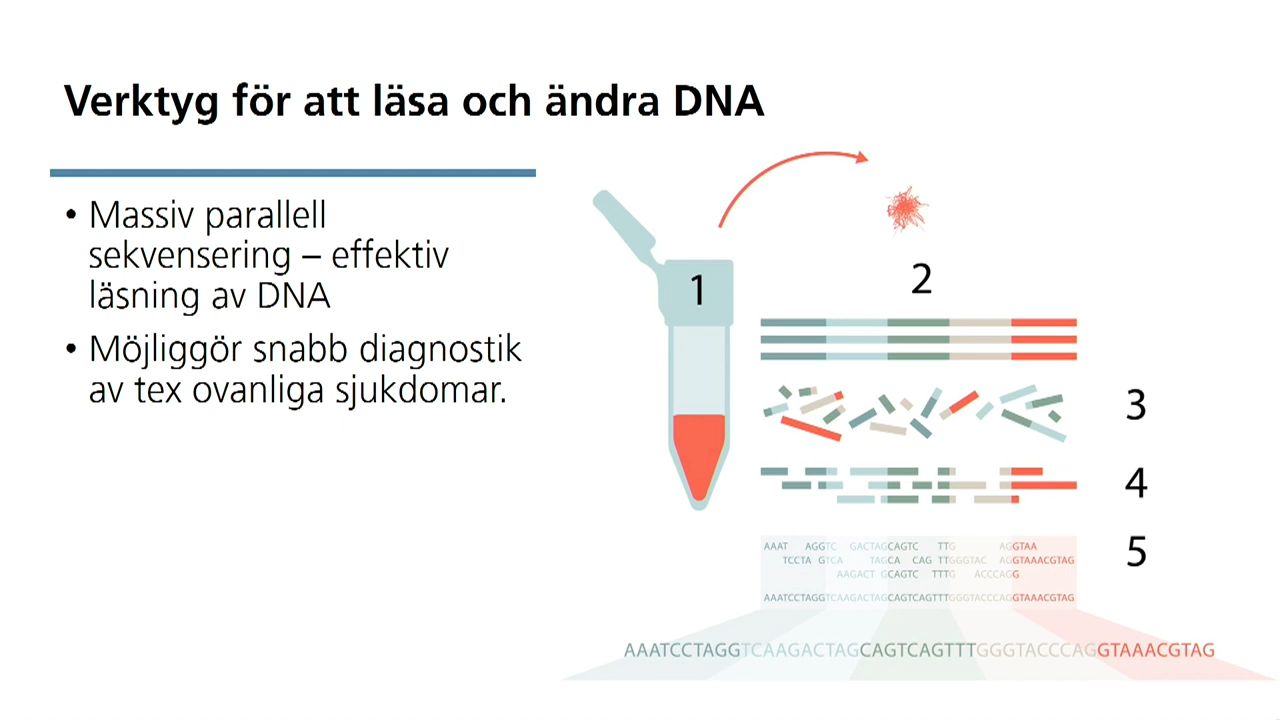 Verktyg för att läsa och ändra DNA
• Massiv parallell
sekvensering – effektiv
läsning av DNA
• Möjliggör snabb diagnostik
av tex ovanliga sjukdomar.
1
2
3
4
5
AAAT AGGTC GACTAGCAGTC TTG AGGTAA
TCCTA GTCA TAGCA CAG TTGGGTAC AGGTAAACGTAG
AAGACT GCAGTC TTTG ACCCAGG
AAATCCTAGGTCAAGACTAGCAGTCAGTTTGGGTACCCAGGTAAACGTAG
AAATCCTAGGTCAAGACTAGCAGTCAGTTTGGGTACCCAGGTAAACGTAG